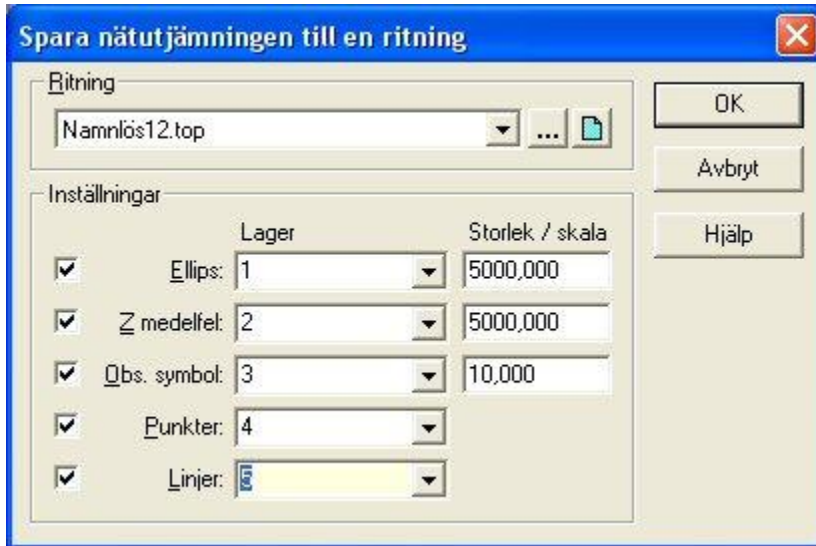 Spara nätutjämningen till en ritning
Ritning
Namnlös12.top
...
OK
Avbryt
Hjälp
Inställningar
Lager Storlek / skala
Ellips: 1 5000,000
Z medelfel: 2 5000,000
Obs. symbol: 3 10,000
Punkter: 4
Linjer: 5